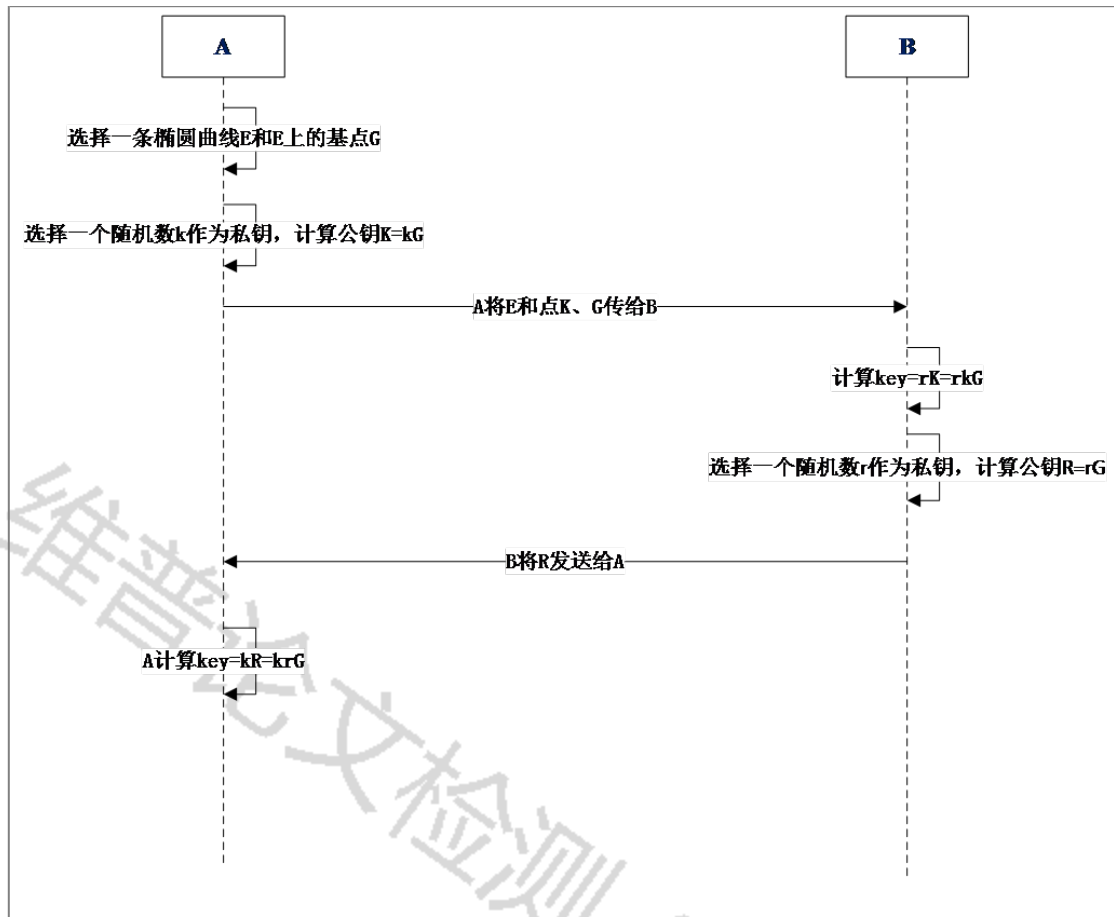 A
B
选择一条椭圆曲线E和E上的基点G
选择一个随机数k作为私钥，计算公钥K=kG
A将E和点K、G传给B
计算key=rK=rkG
选择一个随机数r作为私钥，计算公钥R=rG
B将R发送给A
A计算key=kR=krG
维普论文检测